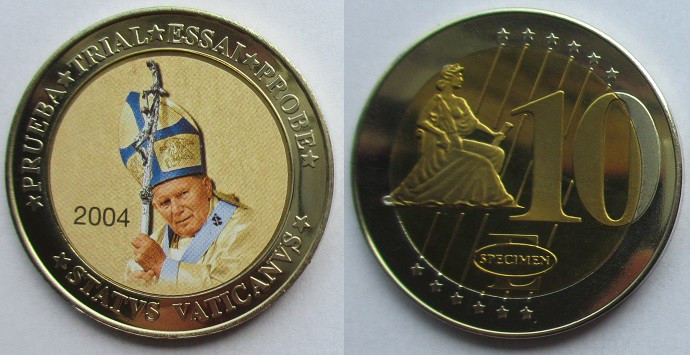 ★PRUEBA★TRIAL★ESSAI★PROBE★
2004
★STATVS VATICANVS★
10
E
SPECIMEN